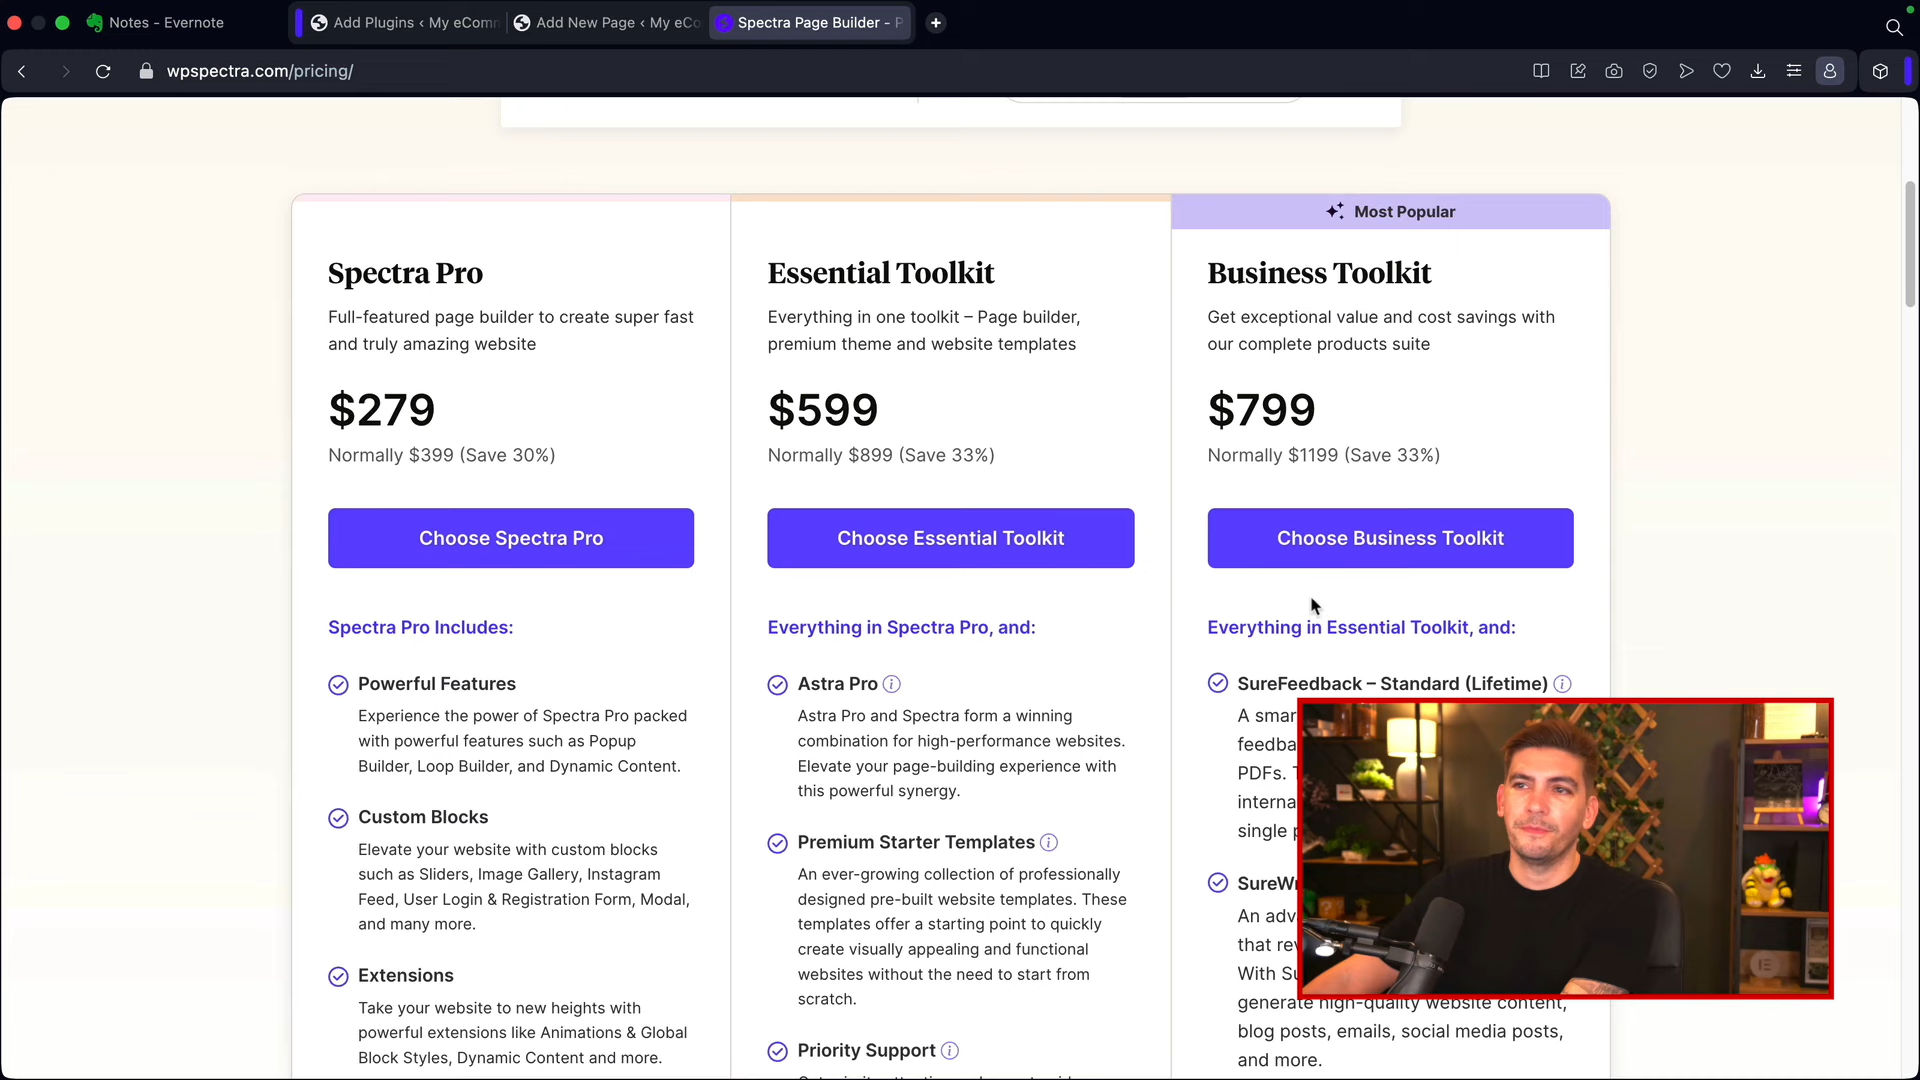 Notes - Evernote
Add Plugins ‹ My eComm
Add New Page ‹ My eCo
Spectra Page Builder - P
wpspectra.com/pricing/
Most Popular
Spectra Pro
Full-featured page builder to create super fast
and truly amazing website
$279
Normally $399 (Save 30%)
Choose Spectra Pro
Spectra Pro Includes:
Powerful Features
Experience the power of Spectra Pro packed
with powerful features such as Popup
Builder, Loop Builder, and Dynamic Content.
Custom Blocks
Elevate your website with custom blocks
such as Sliders, Image Gallery, Instagram
Feed, User Login & Registration Form, Modal,
and many more.
Extensions
Take your website to new heights with
powerful extensions like Animations & Global
Block Styles, Dynamic Content and more.
Essential Toolkit
Everything in one toolkit – Page builder,
premium theme and website templates
$599
Normally $899 (Save 33%)
Choose Essential Toolkit
Everything in Spectra Pro, and:
Astra Pro
Astra Pro and Spectra form a winning
combination for high-performance websites.
Elevate your page-building experience with
this powerful synergy.
Premium Starter Templates
An ever-growing collection of professionally
designed pre-built website templates. These
templates offer a starting point to quickly
create visually appealing and functional
websites without the need to start from
scratch.
Priority Support
Business Toolkit
Get exceptional value and cost savings with
our complete products suite
$799
Normally $1199 (Save 33%)
Choose Business Toolkit
Everything in Essential Toolkit, and:
SureFeedback – Standard (Lifetime)
A smar
feedba
PDFs. T
interna
single p
SureWr
An adv
that rev
With Su
generate high-quality website content,
blog posts, emails, social media posts,
and more.